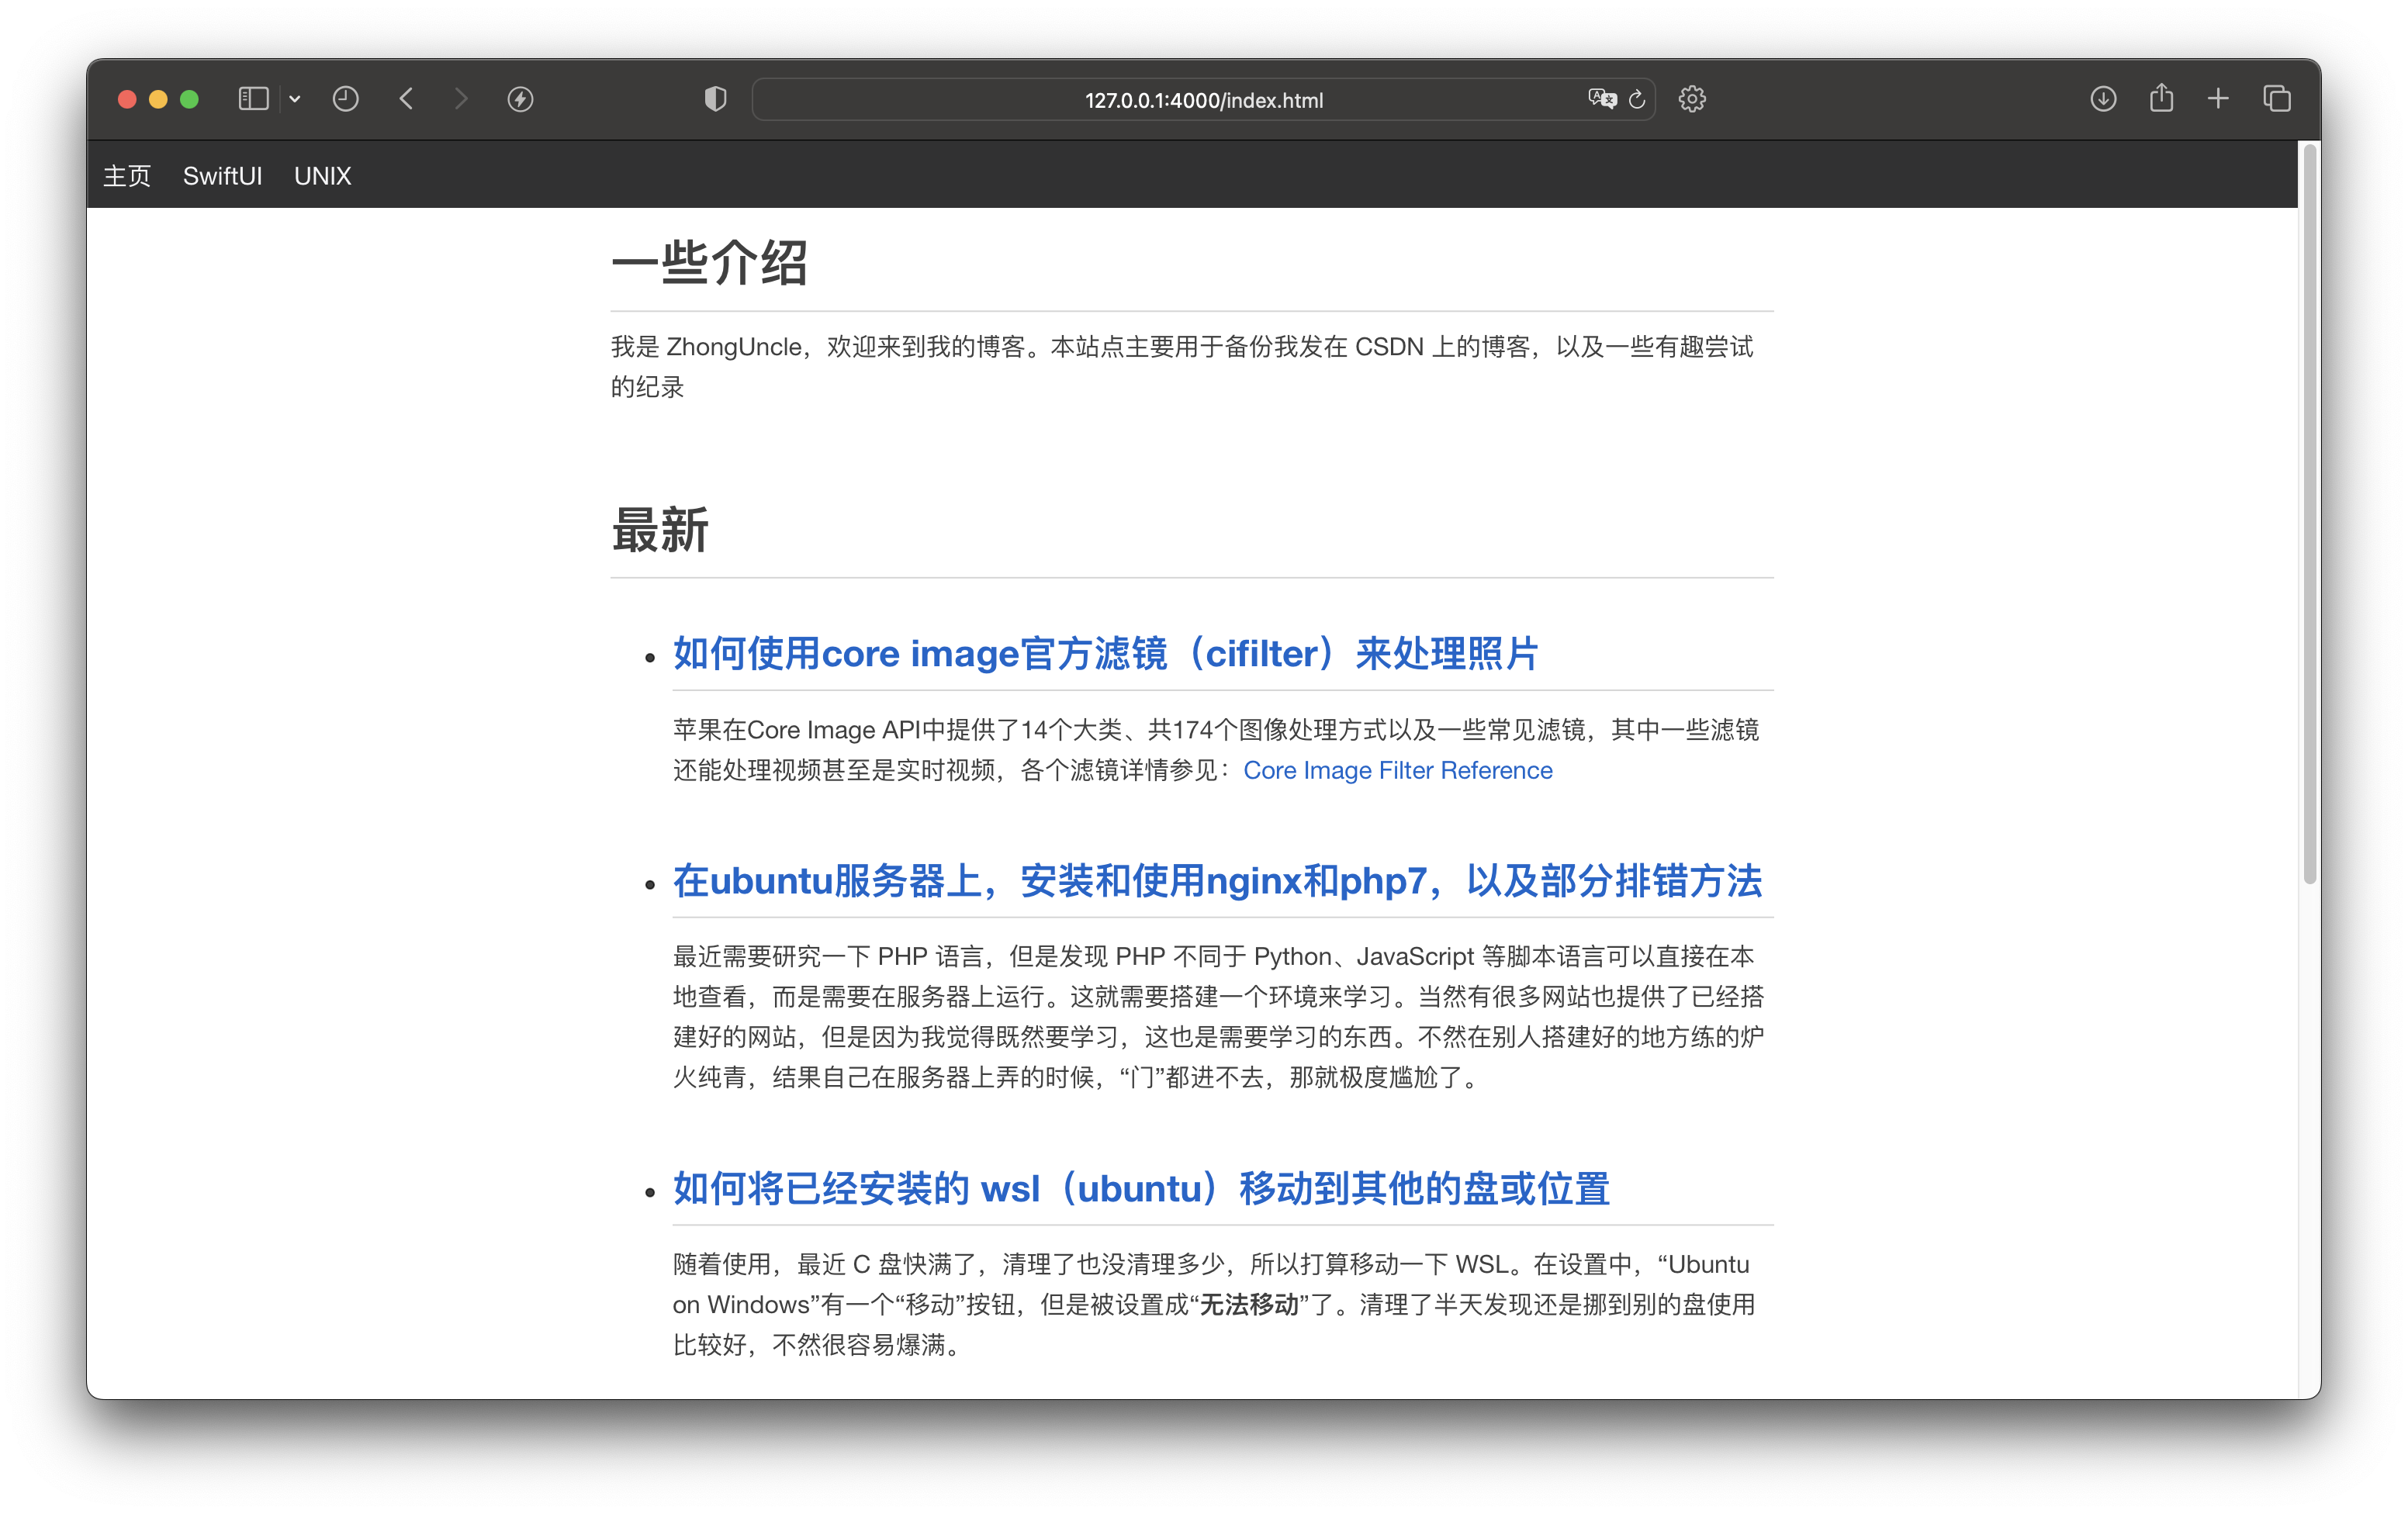 127.0.0.1:4000/index.html
主页 SwiftUI UNIX
一些介绍
我是 ZhongUncle，欢迎来到我的博客。本站点主要用于备份我发在 CSDN 上的博客，以及一些有趣尝试
的纪录
最新
• 如何使用core image官方滤镜（cifilter）来处理照片
苹果在Core Image API中提供了14个大类、共174个图像处理方式以及一些常见滤镜，其中一些滤镜
还能处理视频甚至是实时视频，各个滤镜详情参见：Core Image Filter Reference
• 在ubuntu服务器上，安装和使用nginx和php7，以及部分排错方法
最近需要研究一下 PHP 语言，但是发现 PHP 不同于 Python、JavaScript 等脚本语言可以直接在本
地查看，而是需要在服务器上运行。这就需要搭建一个环境来学习。当然有很多网站也提供了已经搭
建好的网站，但是因为我觉得既然要学习，这也是需要学习的东西。不然在别人搭建好的地方练的炉
火纯青，结果自己在服务器上弄的时候，“门”都进不去，那就极度尴尬了。
• 如何将已经安装的 wsl（ubuntu）移动到其他的盘或位置
随着使用，最近 C 盘快满了，清理了也没清理多少，所以打算移动一下 WSL。在设置中，“Ubuntu
on Windows”有一个“移动”按钮，但是被设置成“无法移动”了。清理了半天发现还是挪到别的盘使用
比较好，不然很容易爆满。